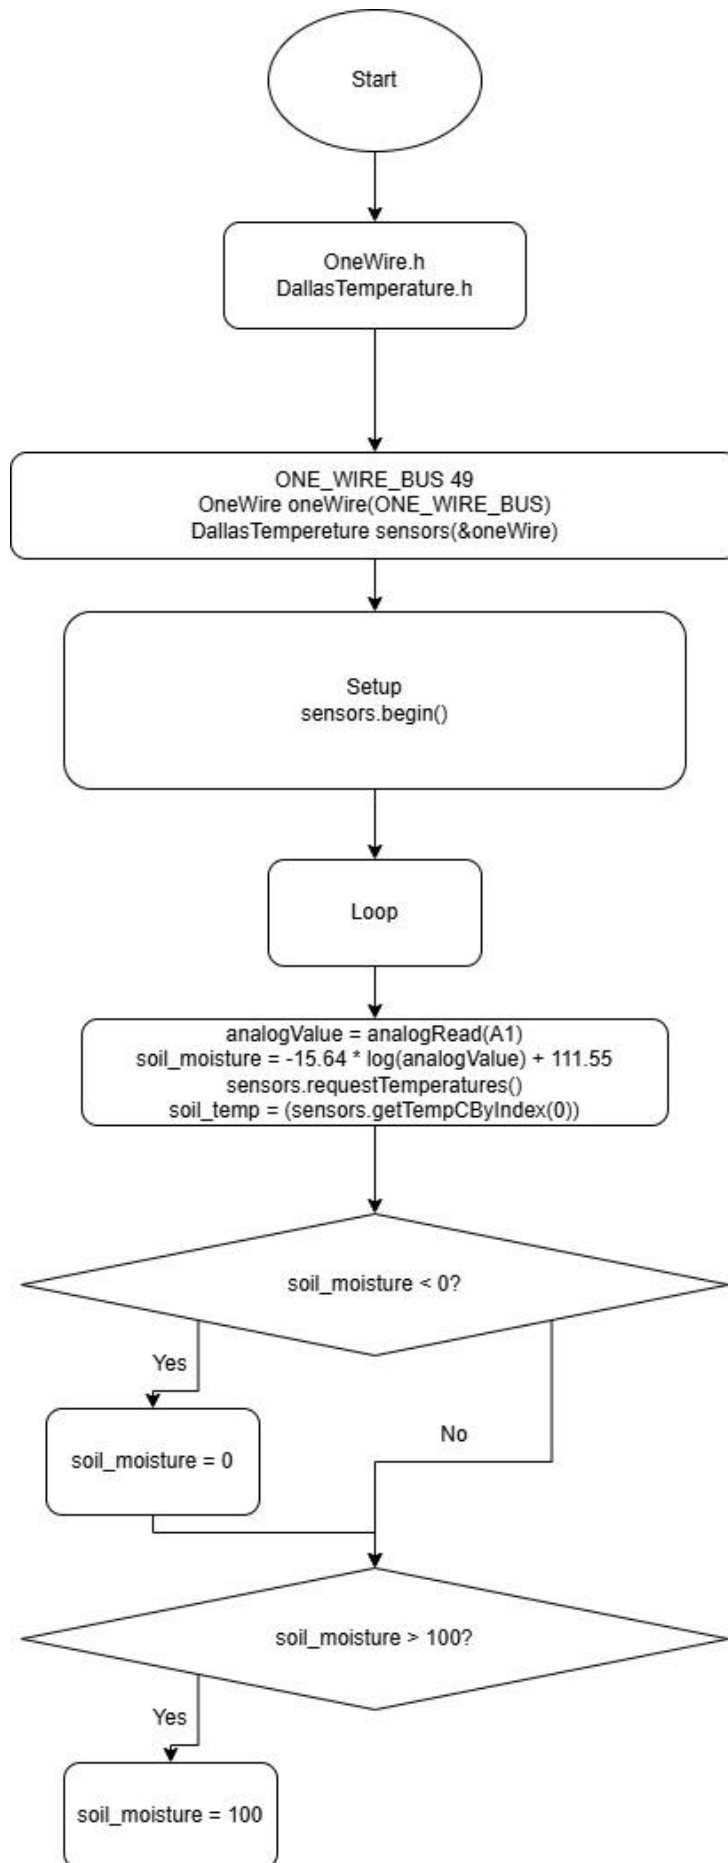 Start
OneWire.h
DallasTemperature.h
ONE_WIRE_BUS 49
OneWire oneWire(ONE_WIRE_BUS)
DallasTempereture sensors(&oneWire)
Setup
sensors.begin()
Loop
analogValue = analogRead(A1)
soil_moisture = -15.64 * log(analogValue) + 111.55
sensors.requestTemperatures()
soil_temp = (sensors.getTempCByIndex(0))
soil_moisture < 0?
Yes
No
soil_moisture = 0
soil_moisture > 100?
Yes
soil_moisture = 100